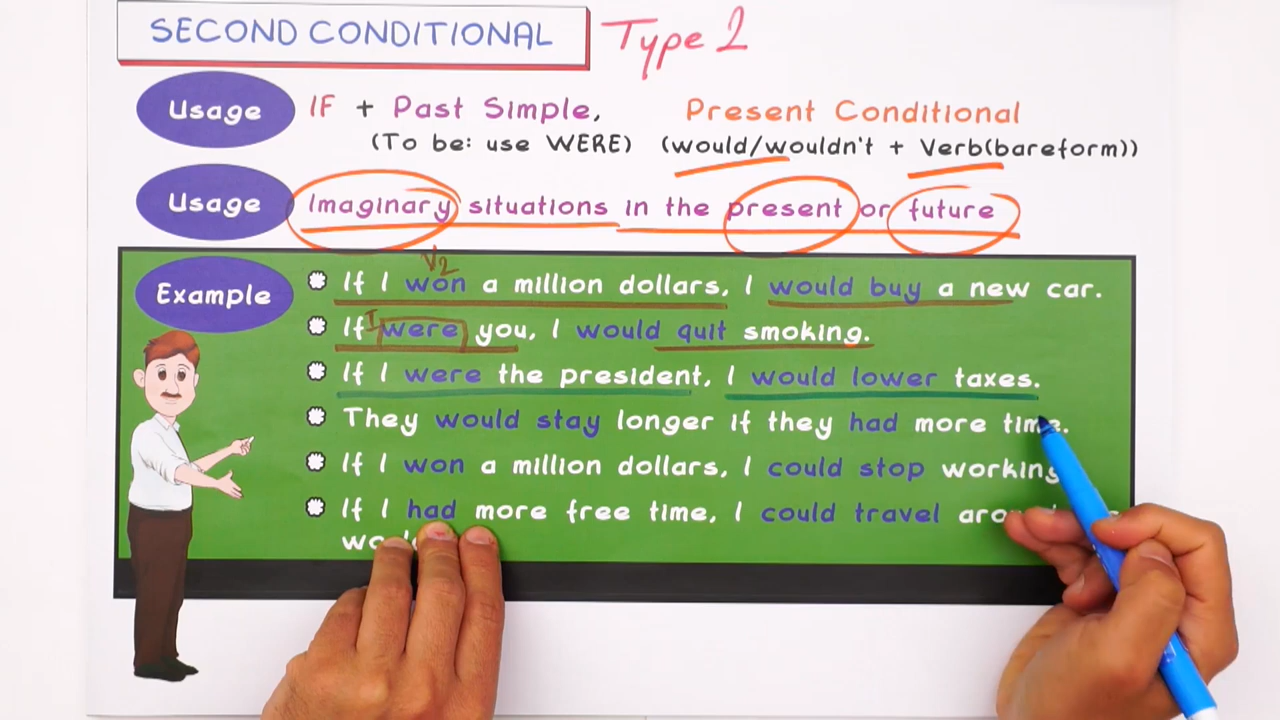 SECOND CONDITIONAL Type 2
Usage IF + Past Simple, Present Conditional
(To be: use WERE) (would/wouldn't + Verb(bareform))
Usage Imaginary situations in the present or future
V2
Example If I won a million dollars, I would buy a new car.
If I were you, I would quit smoking.
If I were the president, I would lower taxes.
They would stay longer if they had more time.
If I won a million dollars, I could stop working
If I had more free time, I could travel